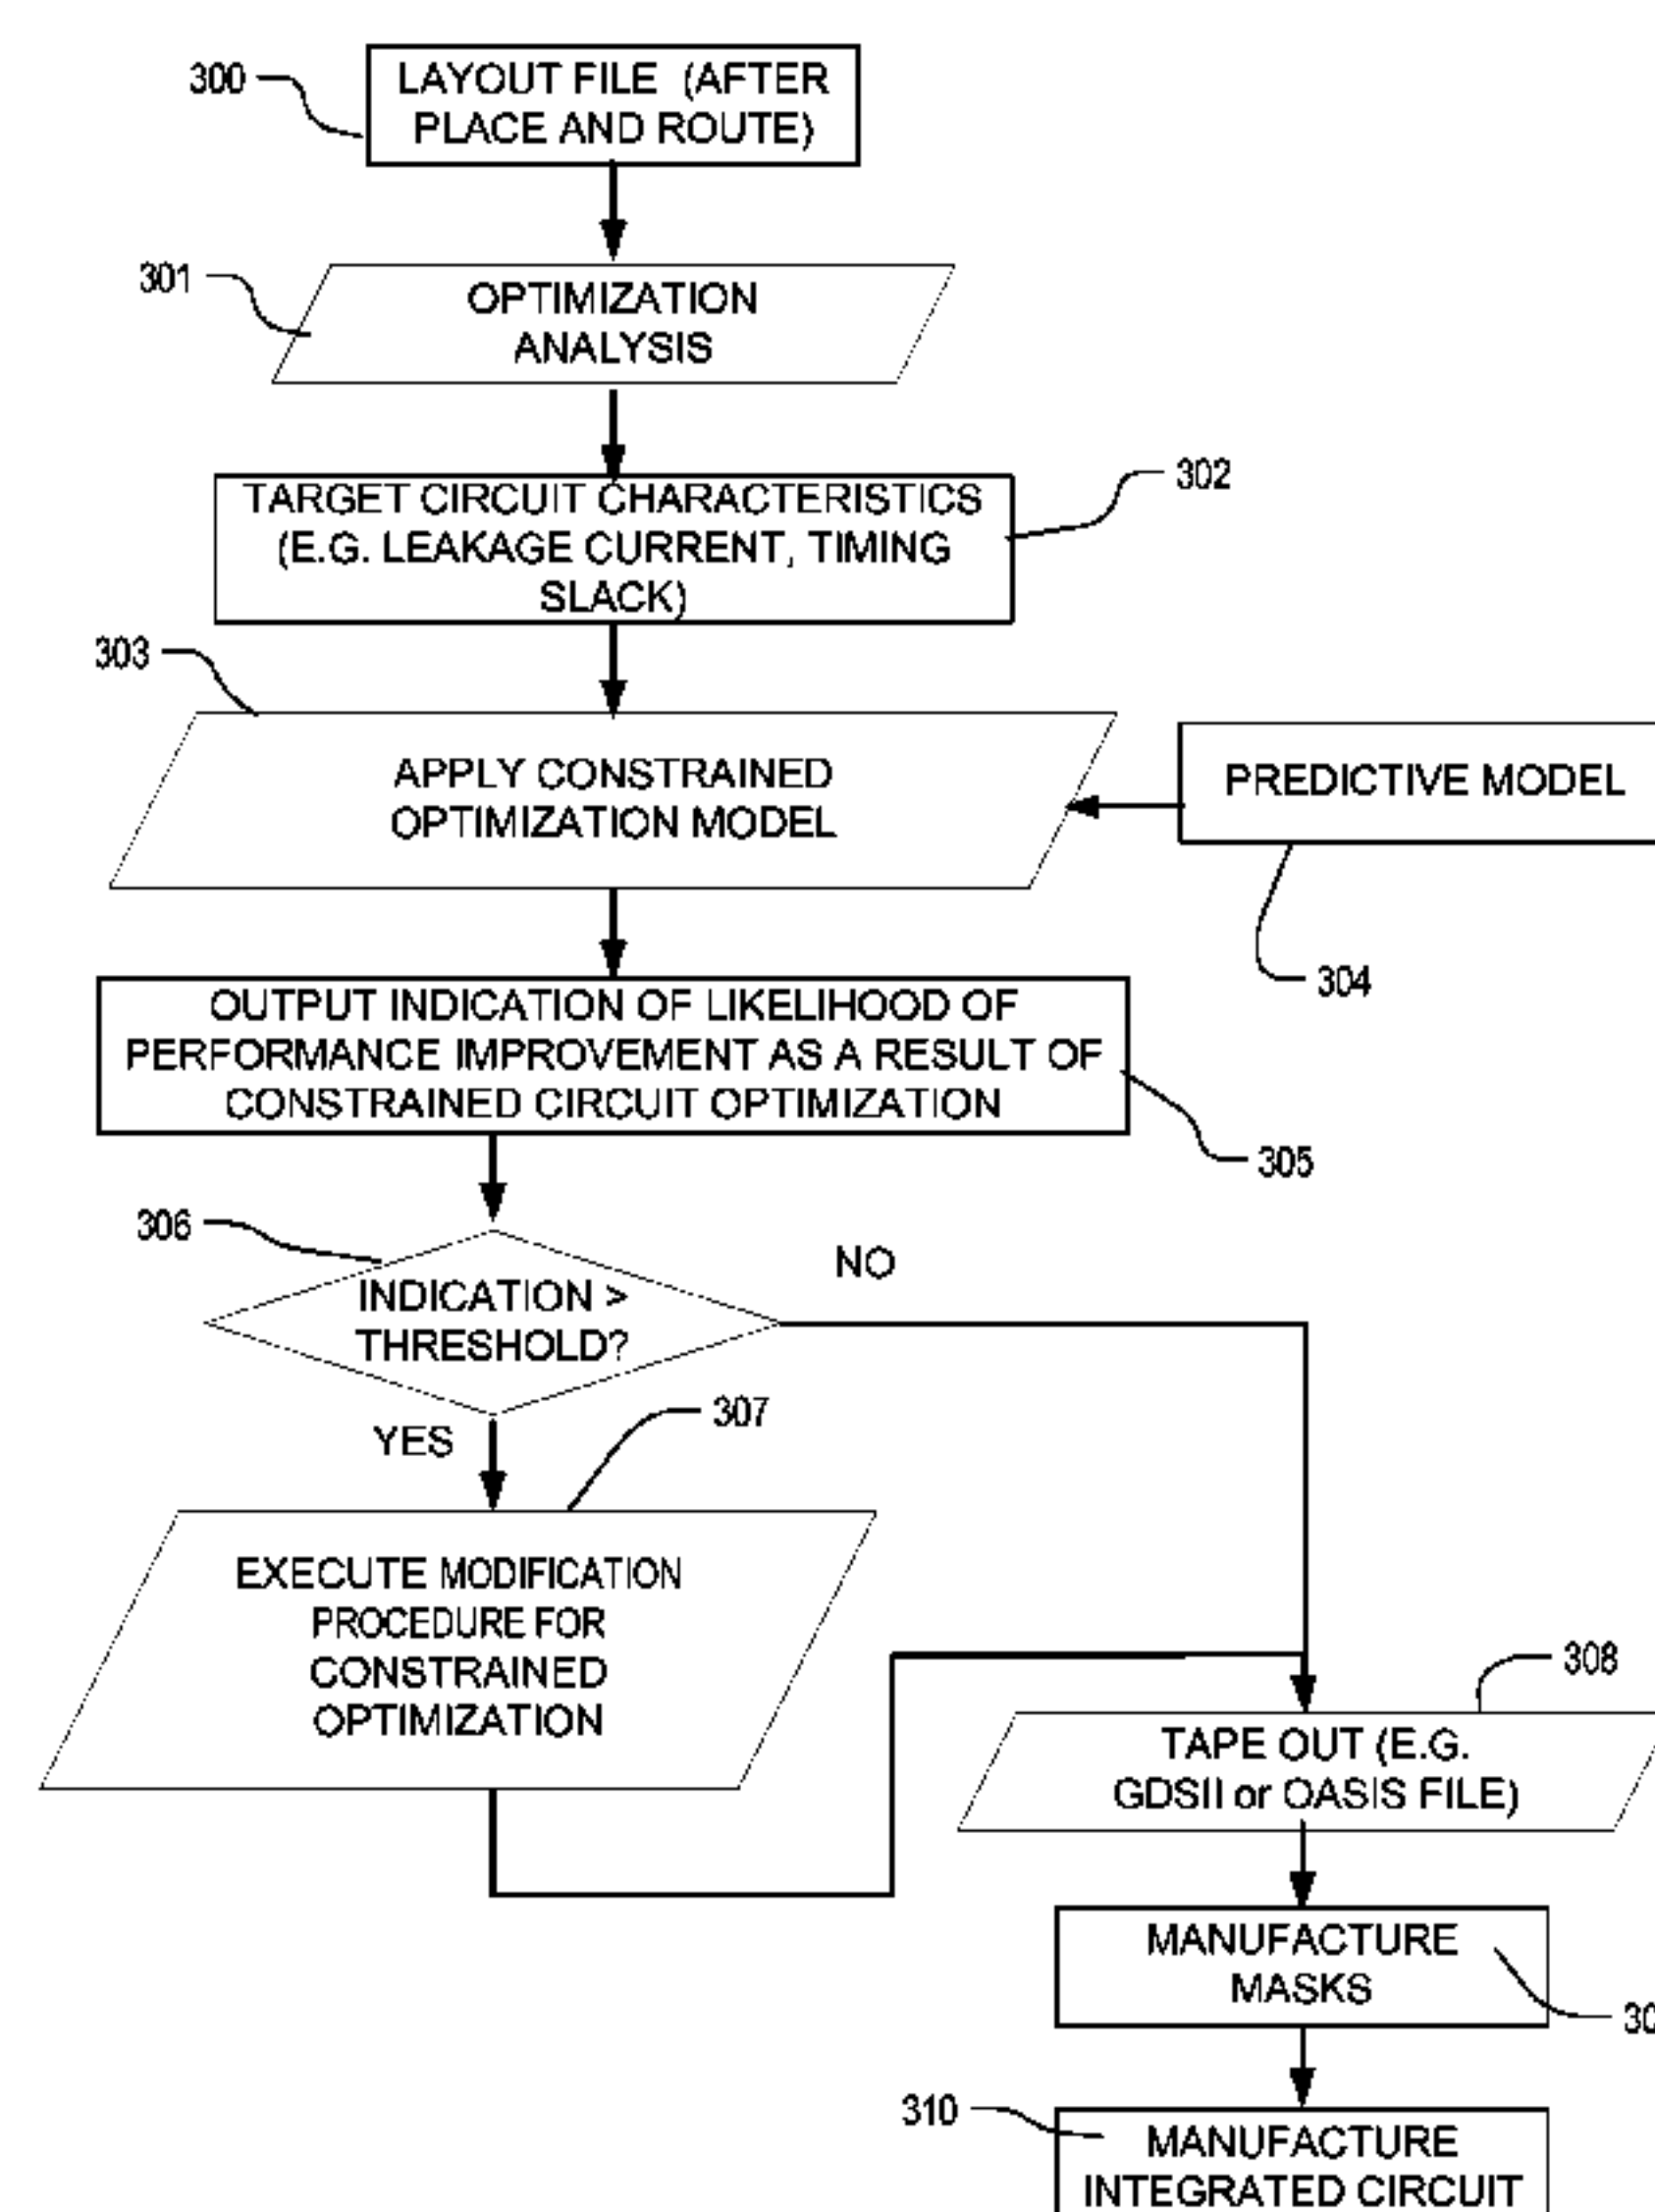 300
LAYOUT FILE (AFTER
PLACE AND ROUTE)
301
OPTIMIZATION
ANALYSIS
302
TARGET CIRCUIT CHARACTERISTICS
(E.G. LEAKAGE CURRENT, TIMING
SLACK)
303
APPLY CONSTRAINED
OPTIMIZATION MODEL
PREDICTIVE MODEL
304
OUTPUT INDICATION OF LIKELIHOOD OF
PERFORMANCE IMPROVEMENT AS A RESULT OF
CONSTRAINED CIRCUIT OPTIMIZATION
305
306
INDICATION >
THRESHOLD?
NO
YES
307
EXECUTE MODIFICATION
PROCEDURE FOR
CONSTRAINED
OPTIMIZATION
308
TAPE OUT (E.G.
GDSII or OASIS FILE)
MANUFACTURE
MASKS
310
MANUFACTURE
INTEGRATED CIRCUIT